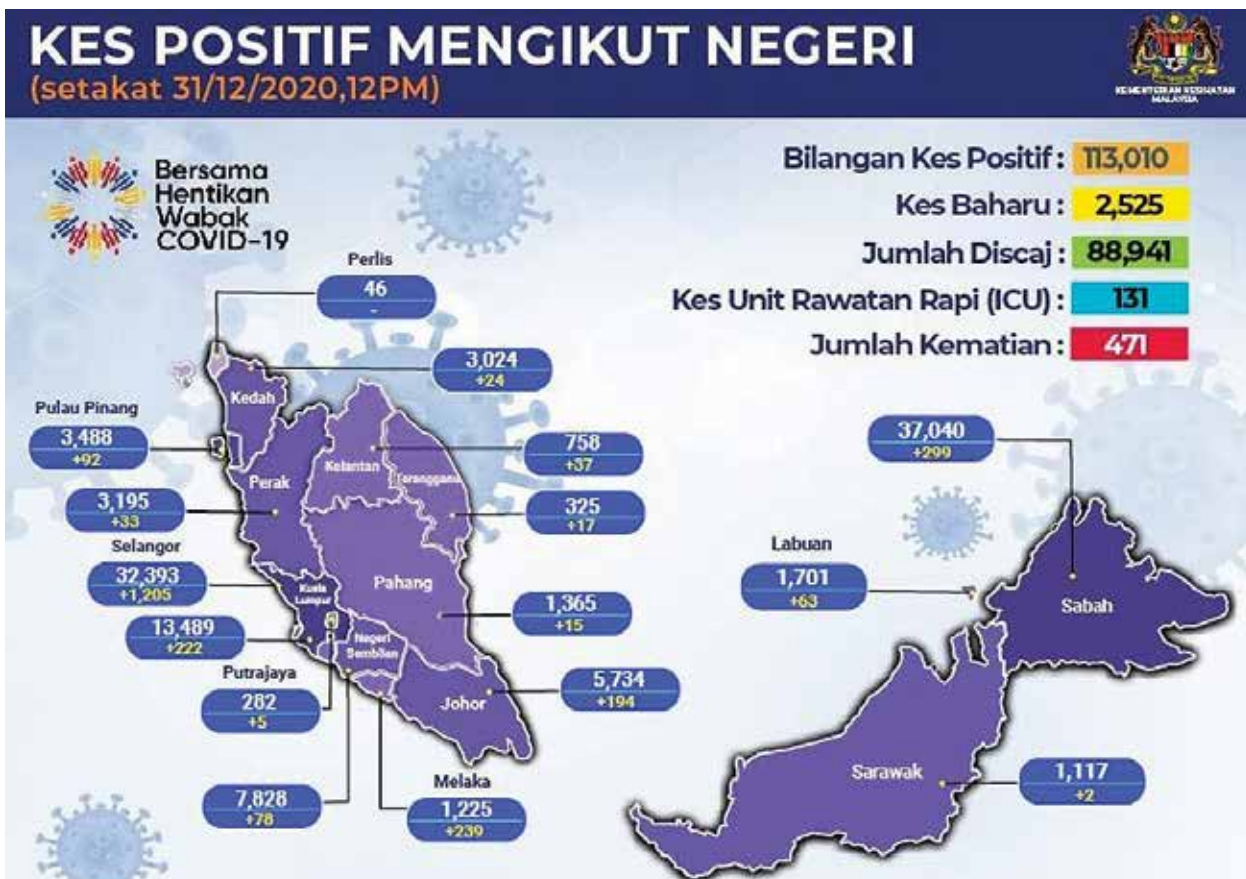 KES POSITIF MENGIKUT NEGERI
(setakat 31/12/2020,12PM)
KEMENTERIAN KESIHATAN
MALAYSIA
Bersama
Hentikan
Wabak
COVID-19
Bilangan Kes Positif : 113,010
Kes Baharu : 2,525
Jumlah Discaj : 88,941
Kes Unit Rawatan Rapi (ICU) : 131
Jumlah Kematian : 471
Perlis
46
-
3,024
+24
Kedah
Pulau Pinang
3,488
+92
758
+37
Kelantan
Terengganu
Perak
3,195
+33
325
+17
Selangor
32,393
+1,205
Pahang
Kuala
Lumpur
1,365
+15
13,489
+222
Negeri
Sembilan
Putrajaya
282
+5
Johor
5,734
+194
7,828
+78
Melaka
1,225
+239
37,040
+299
Labuan
1,701
+63
Sabah
Sarawak
1,117
+2